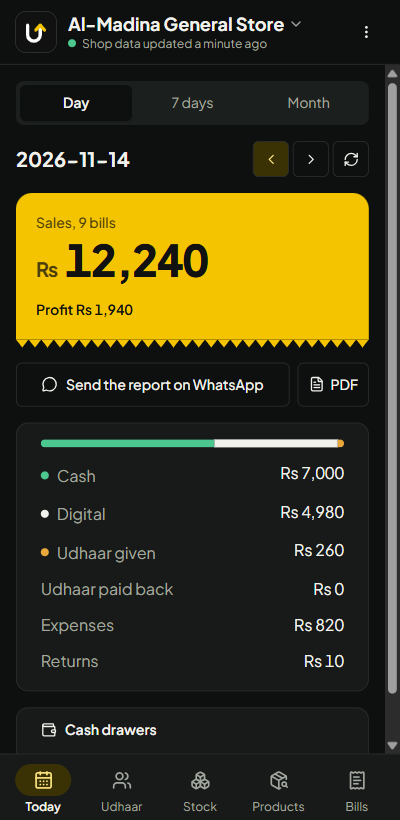 Al-Madina General Store
Shop data updated a minute ago
Day 7 days Month
2026-11-14
Sales, 9 bills
Rs 12,240
Profit Rs 1,940
Send the report on WhatsApp PDF
Cash Rs 7,000
Digital Rs 4,980
Udhaar given Rs 260
Udhaar paid back Rs 0
Expenses Rs 820
Returns Rs 10
Cash drawers
Today Udhaar Stock Products Bills